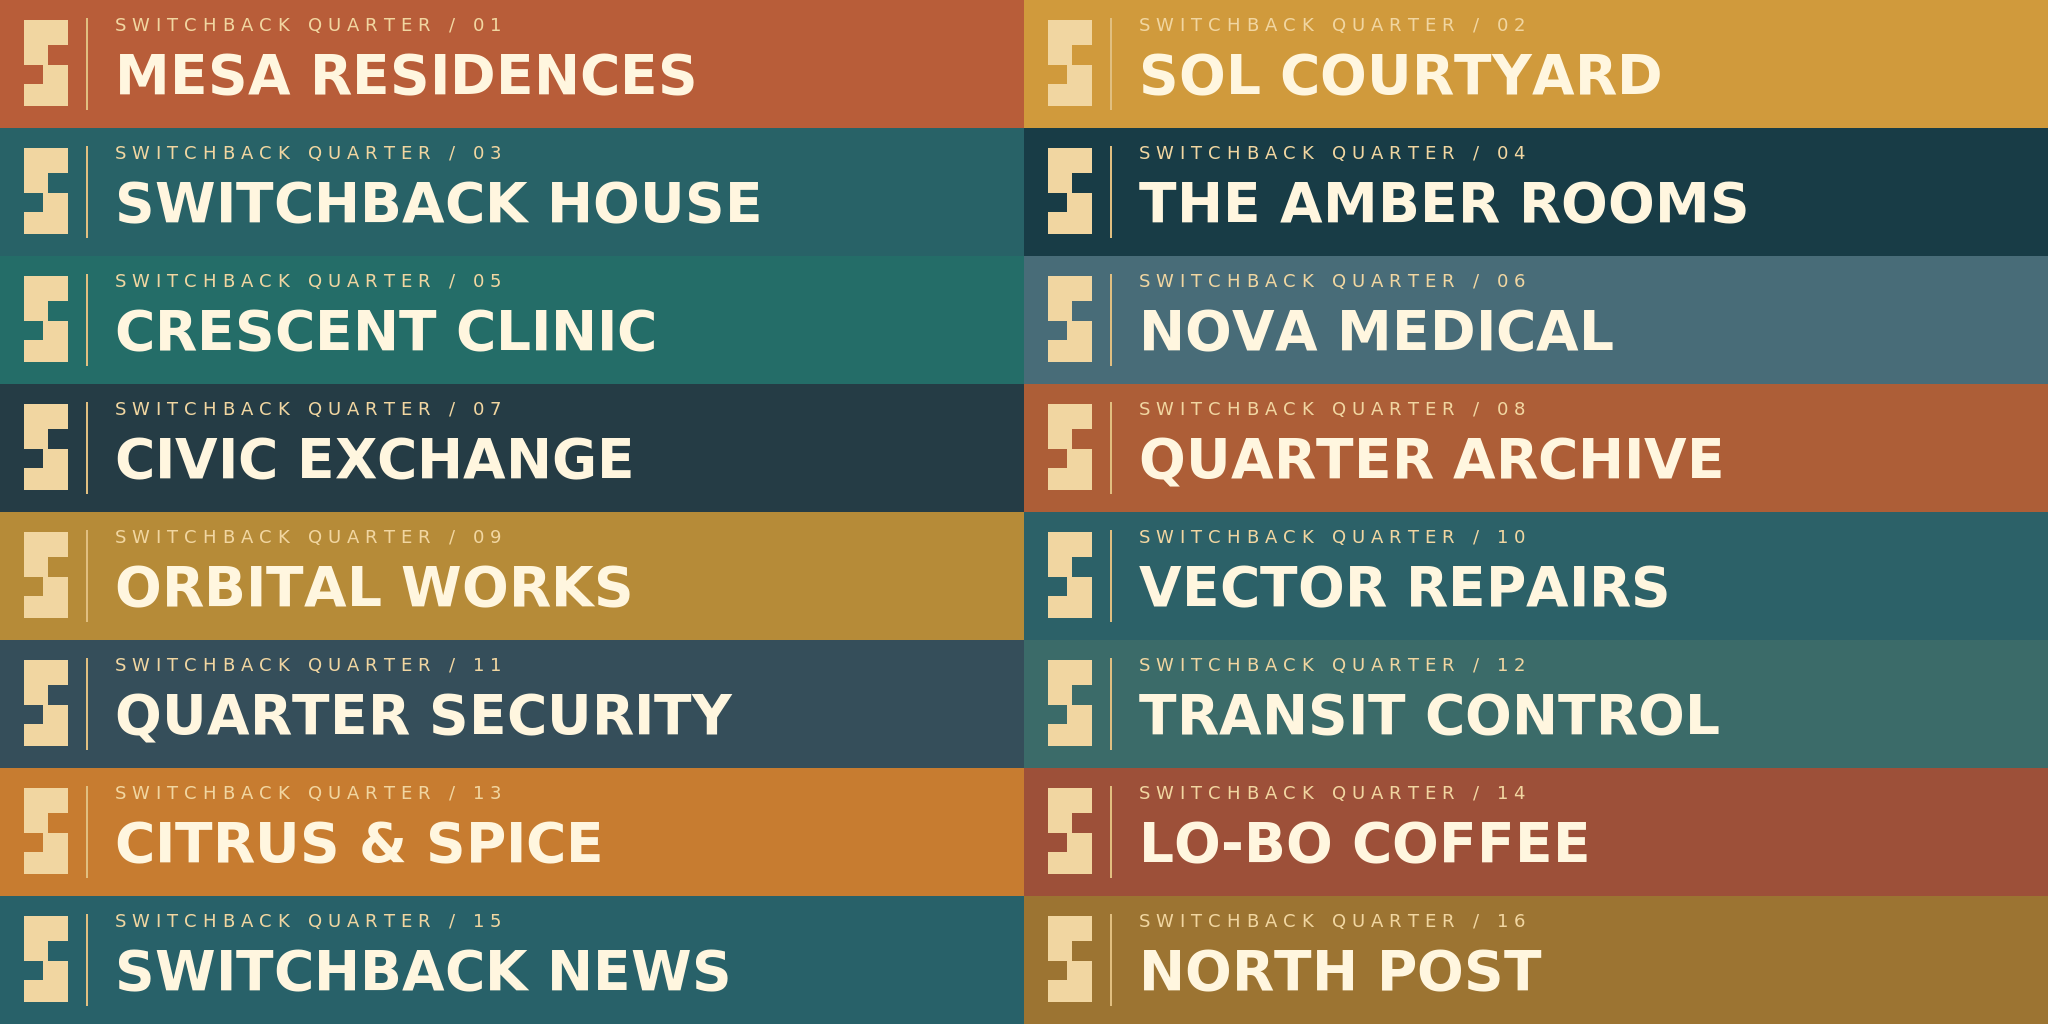 SWITCHBACK QUARTER / 01
MESA RESIDENCES
SWITCHBACK QUARTER / 02
SOL COURTYARD
SWITCHBACK QUARTER / 03
SWITCHBACK HOUSE
SWITCHBACK QUARTER / 04
THE AMBER ROOMS
SWITCHBACK QUARTER / 05
CRESCENT CLINIC
SWITCHBACK QUARTER / 06
NOVA MEDICAL
SWITCHBACK QUARTER / 07
CIVIC EXCHANGE
SWITCHBACK QUARTER / 08
QUARTER ARCHIVE
SWITCHBACK QUARTER / 09
ORBITAL WORKS
SWITCHBACK QUARTER / 10
VECTOR REPAIRS
SWITCHBACK QUARTER / 11
QUARTER SECURITY
SWITCHBACK QUARTER / 12
TRANSIT CONTROL
SWITCHBACK QUARTER / 13
CITRUS & SPICE
SWITCHBACK QUARTER / 14
LO-BO COFFEE
SWITCHBACK QUARTER / 15
SWITCHBACK NEWS
SWITCHBACK QUARTER / 16
NORTH POST